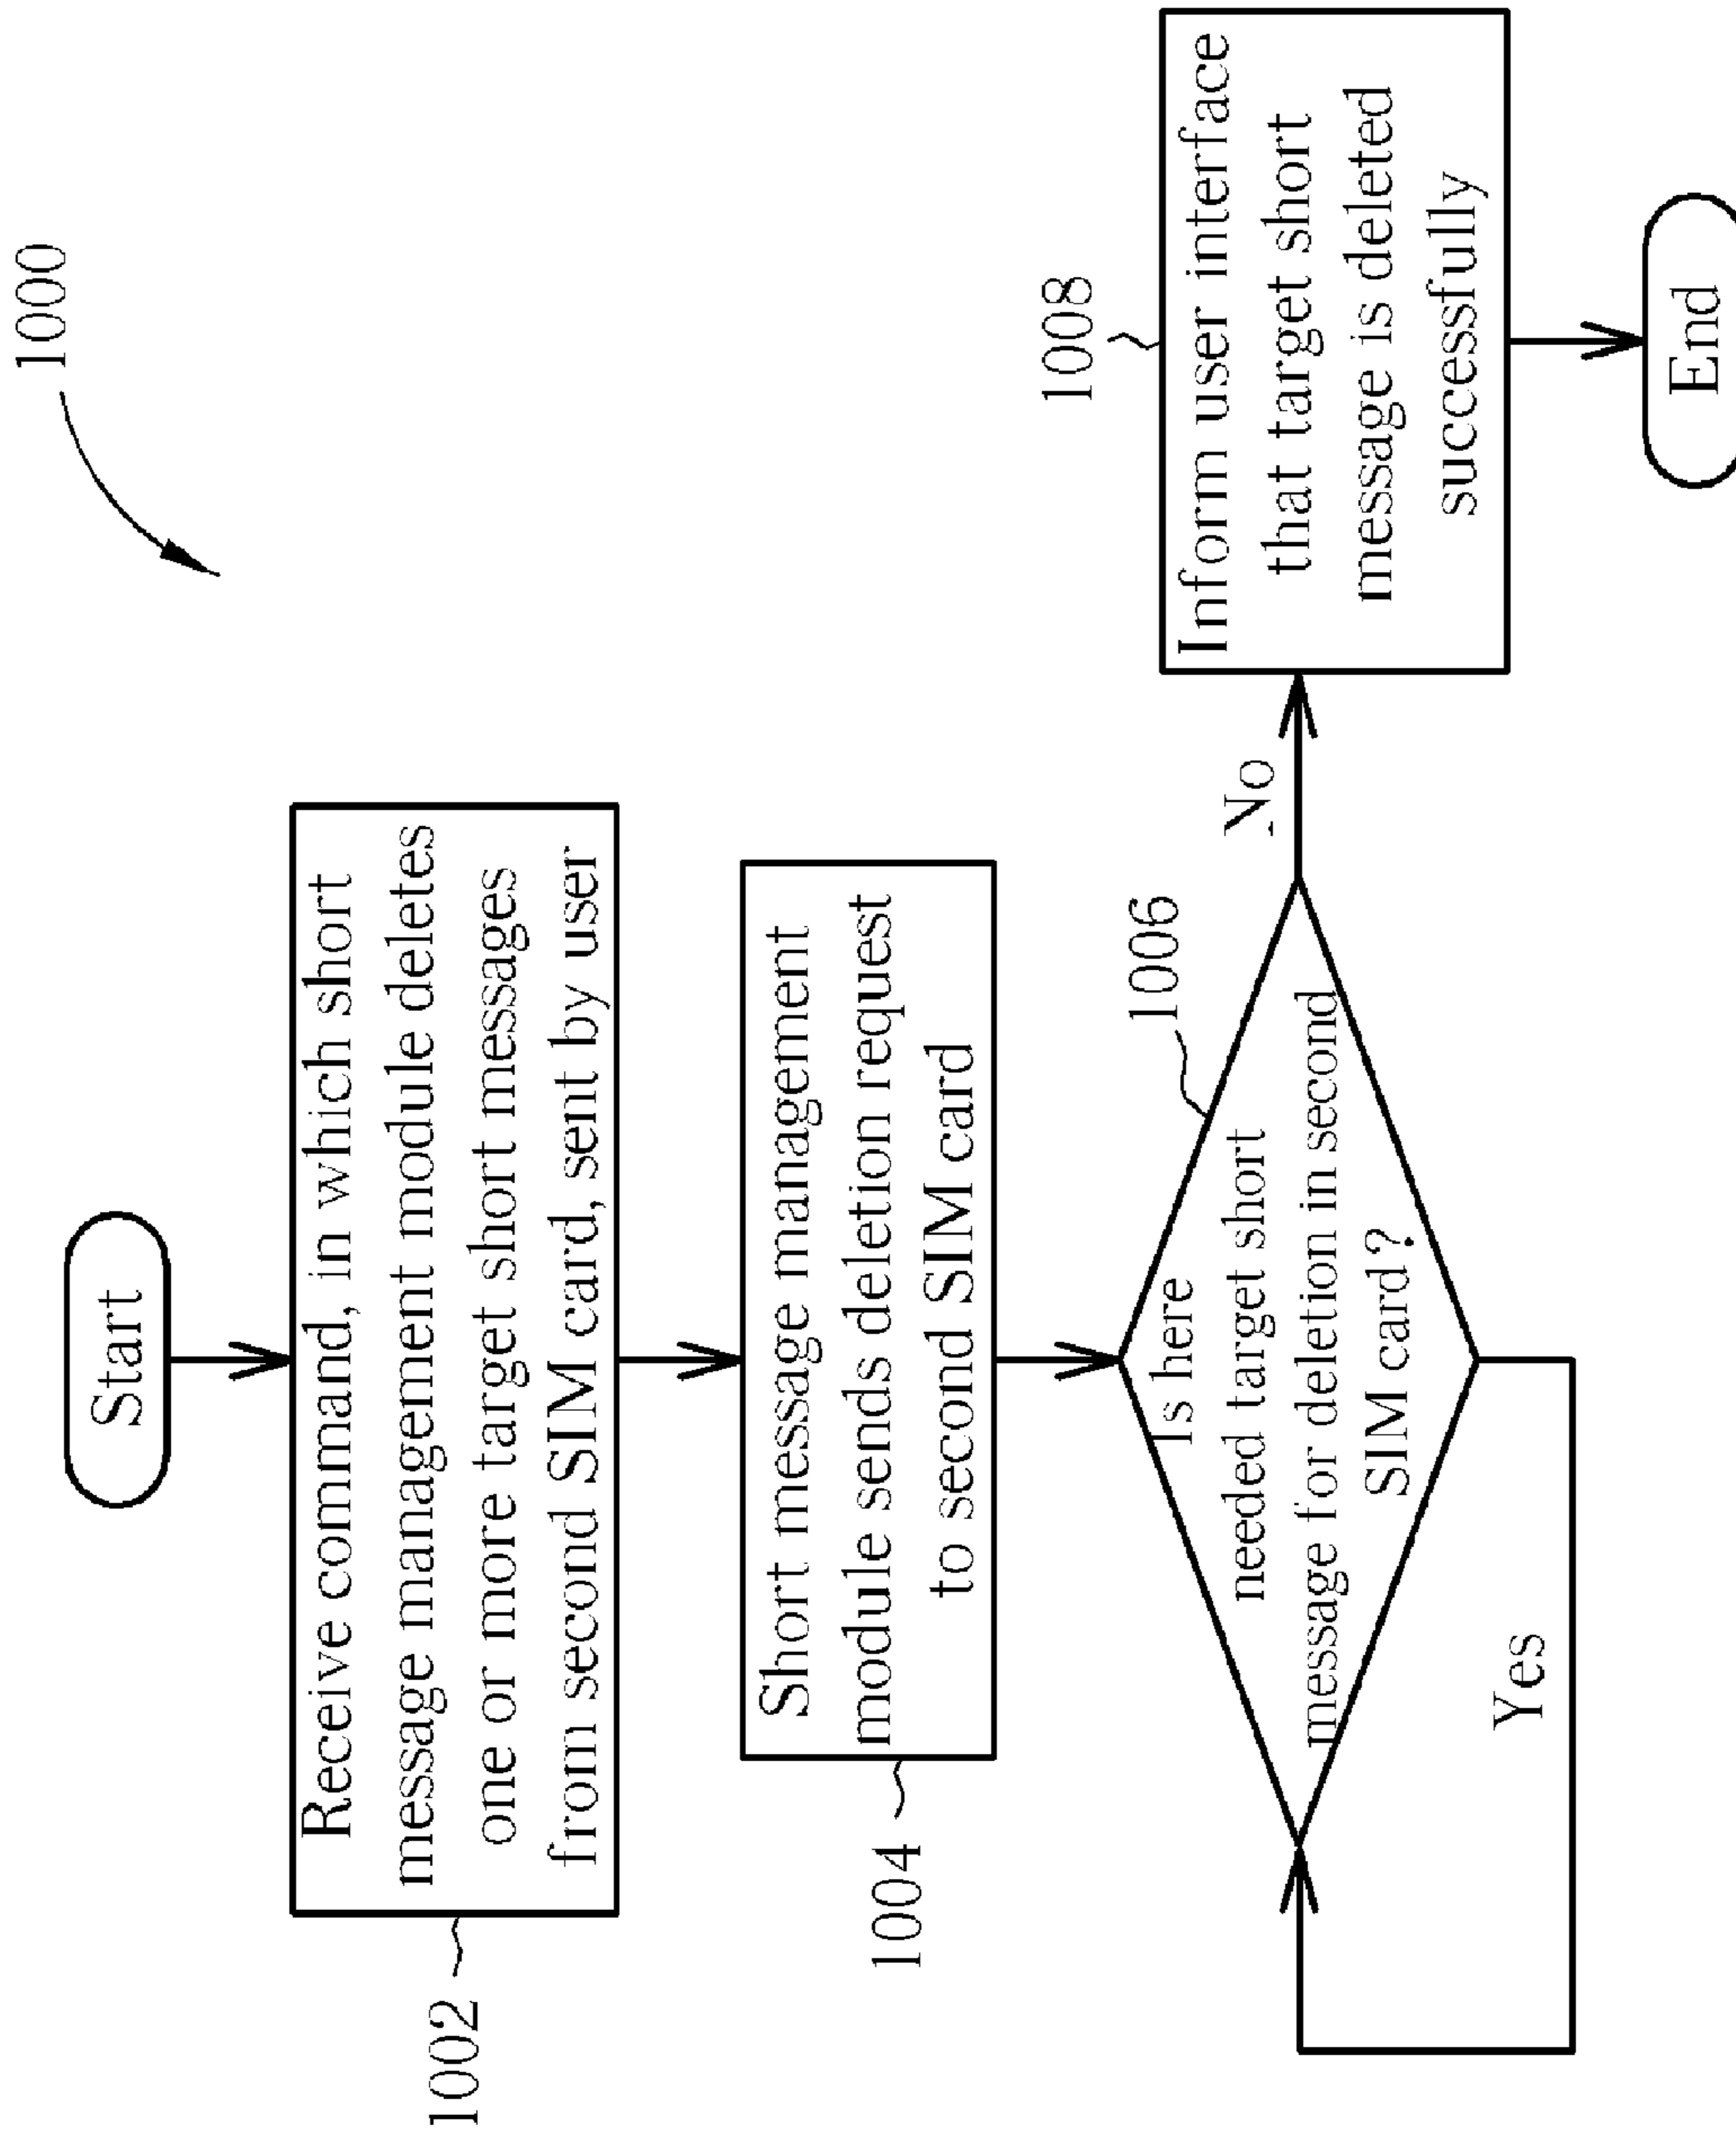 1000
Start
1002
Receive command, in which short
message management module deletes
one or more target short messages
from second SIM card, sent by user
1004
Short message management
module sends deletion request
to second SIM card
1006
Is here
needed target short
message for deletion in second
SIM card?
Yes
No
1008
Inform user interface
that target short
message is deleted
successfully
End